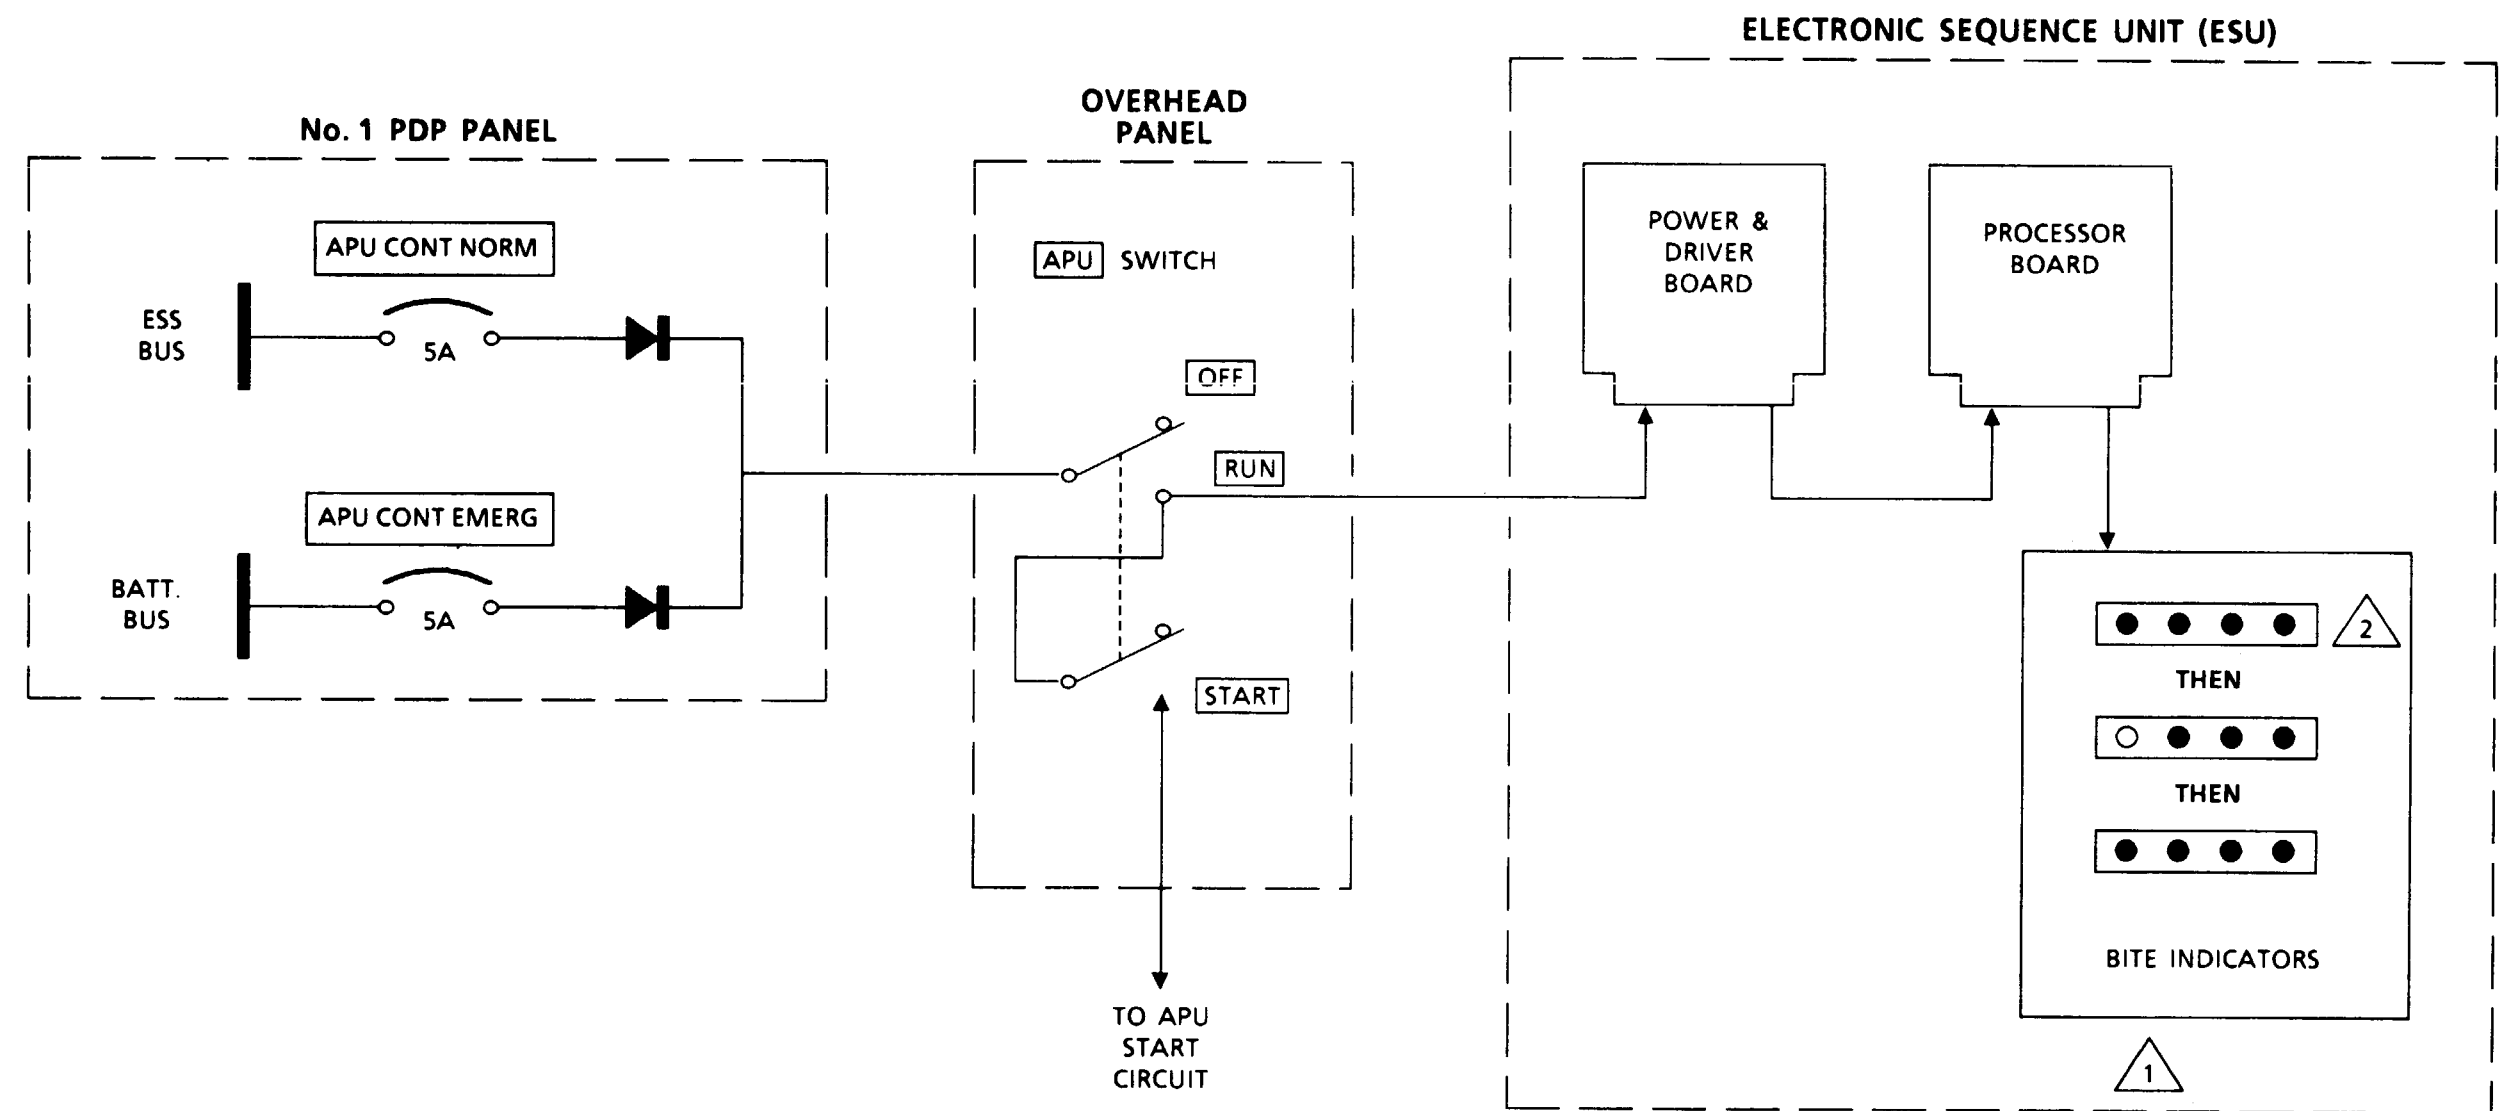 ELECTRONIC SEQUENCE UNIT (ESU)
OVERHEAD
PANEL
No. 1 PDP PANEL
APU CONT NORM
ESS
BUS
5A
APU CONT EMERG
BATT.
BUS
5A
APU SWITCH
OFF
RUN
START
TO APU
START
CIRCUIT
POWER &
DRIVER
BOARD
PROCESSOR
BOARD
2
THEN
THEN
BITE INDICATORS
1